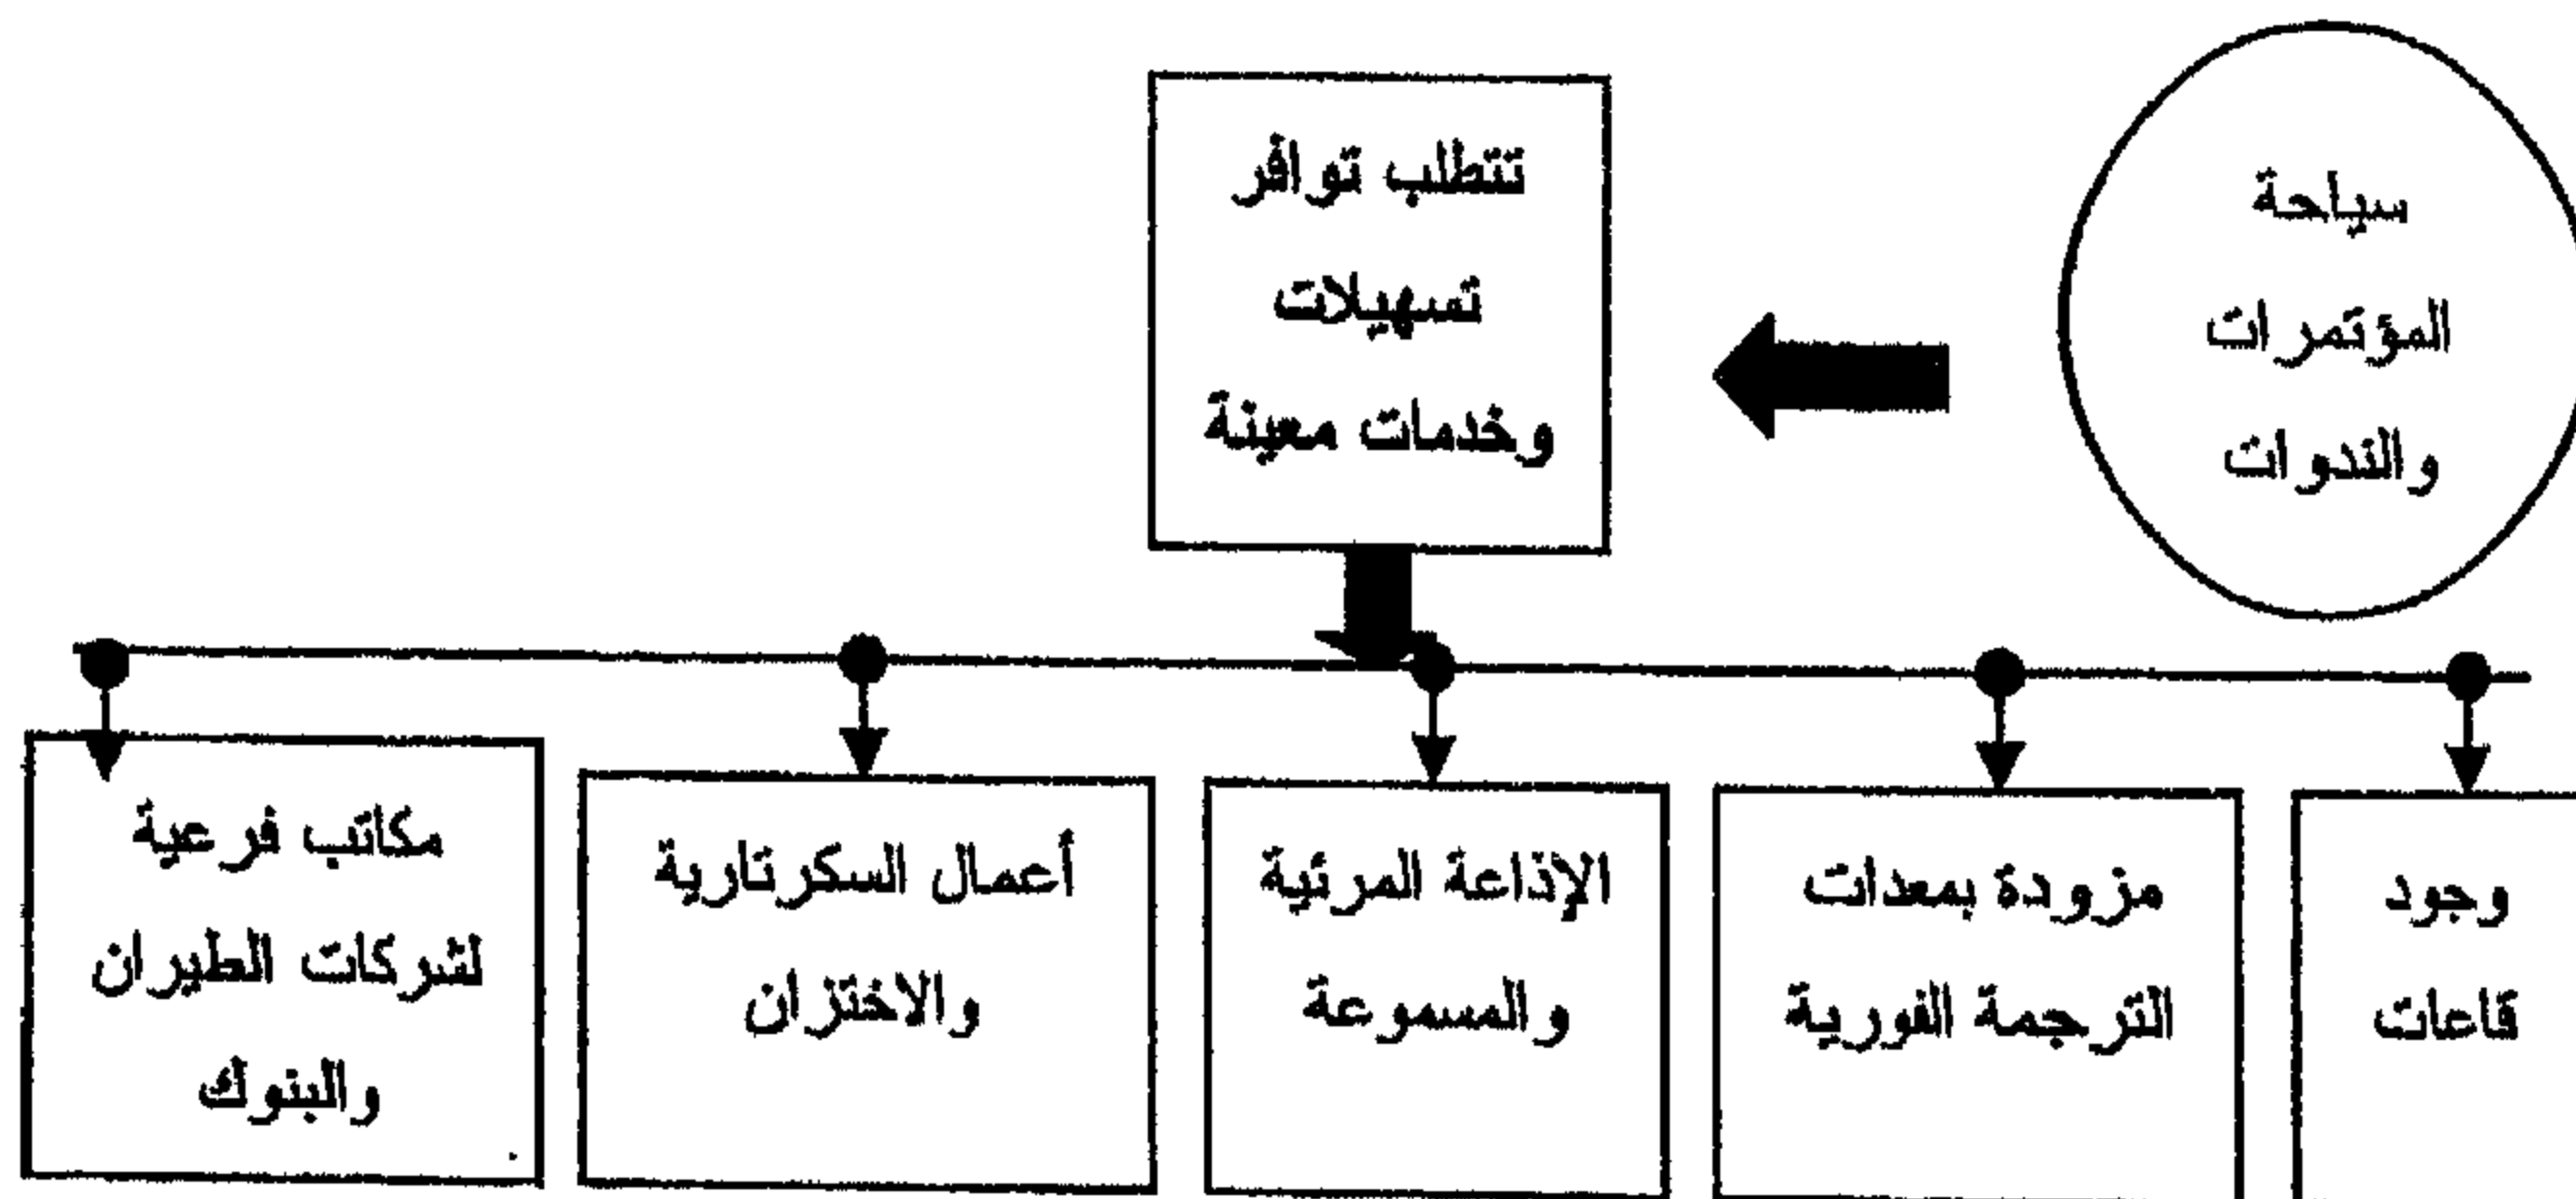 سياحة
المؤتمرات
والندوات
تتطلب توافر
تسهيلات
وخدمات معينة
وجود
قاعات
مزودة بمعدات
الترجمة الفورية
الإذاعة المرئية
والمسموعة
أعمال السكرتارية
والاختزان
مكاتب فرعية
لشركات الطيران
والبنوك